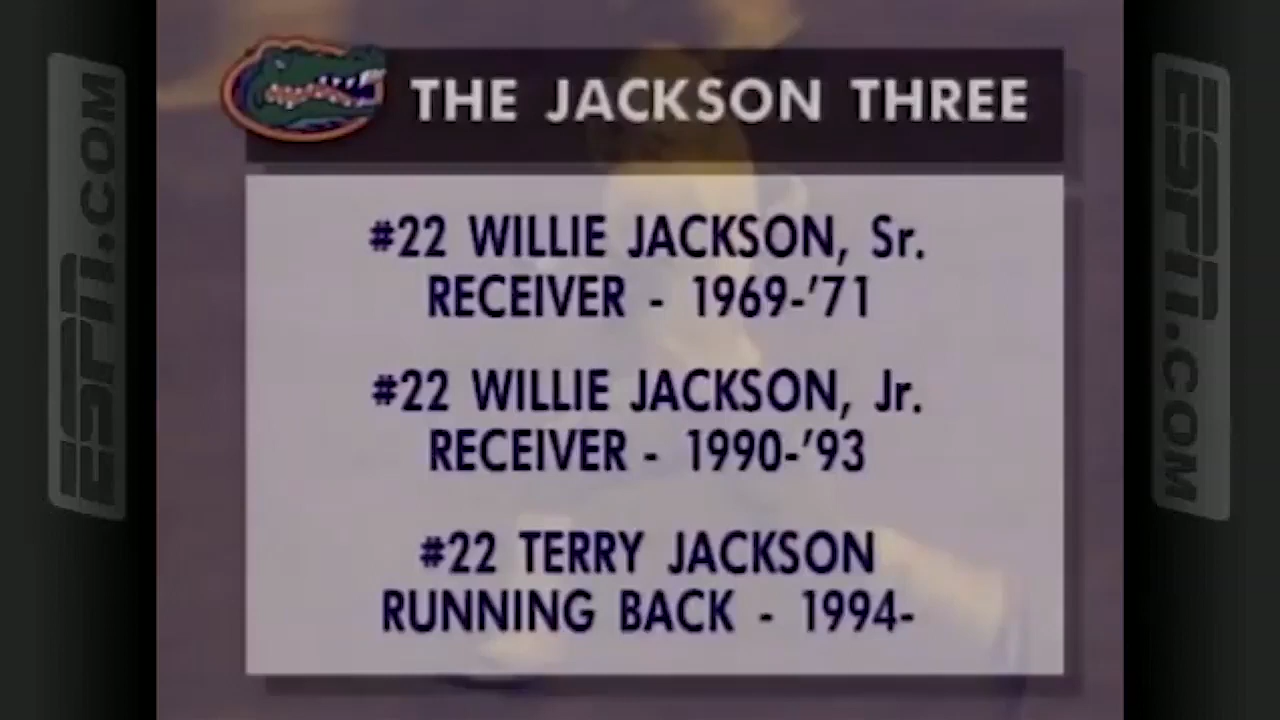 THE JACKSON THREE
#22 WILLIE JACKSON, Sr.
RECEIVER - 1969-'71
#22 WILLIE JACKSON, Jr.
RECEIVER - 1990-'93
#22 TERRY JACKSON
RUNNING BACK - 1994-
ESPN.COM
ESPN.COM